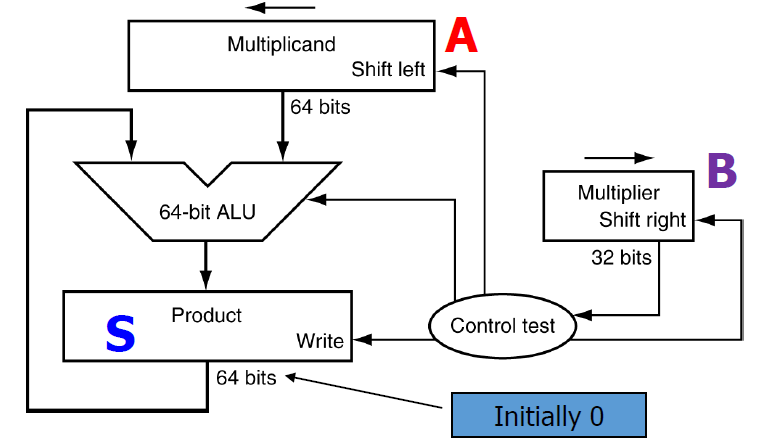 Multiplicand
A
Shift left
64 bits
B
Multiplier
Shift right
64-bit ALU
32 bits
Product
S
Write
Control test
64 bits
Initially 0